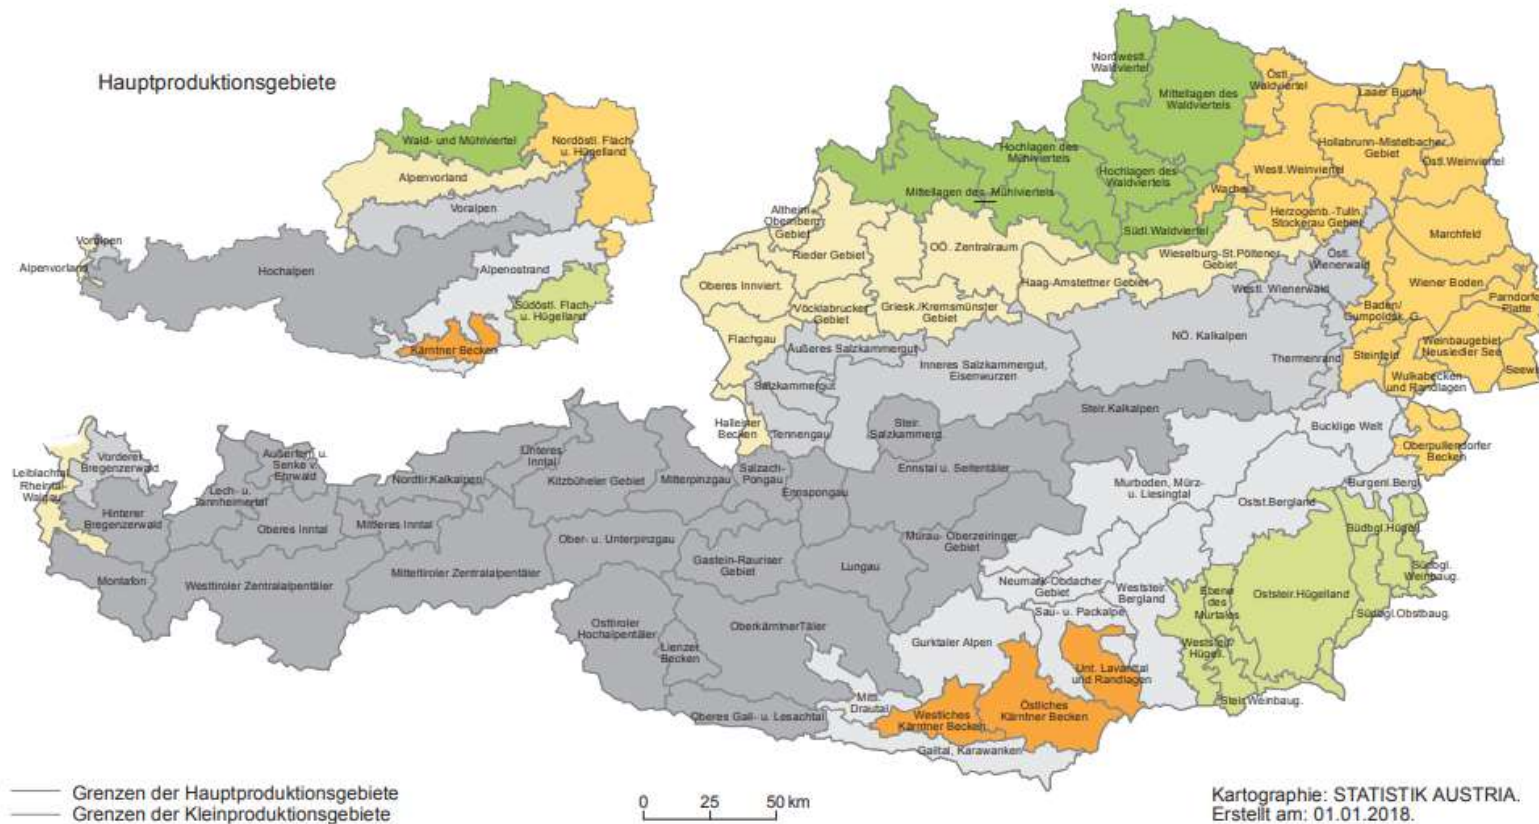 Hauptproduktionsgebiete
Wald- und Mühlviertel
Nordöstl. Flach-
u. Hügelland
Alpenvorland
Voralpen
Voralpen
Alpenvorland
Hochalpen
Alpenostrand
Südöstl. Flach-
u. Hügelland
Kärntner Becken
Nordwestl.
Waldviertel
Mittellagen des
Waldviertels
Östl.
Waldviertel
Laaer Bucht
Hollabrunn-Mistelbacher
Gebiet
Östl.Weinviertel
Hochlagen des
Mühlviertels
Hochlagen des
Waldviertels
Westl.Weinviertel
Mittellagen des Mühlviertels
Wachau
Herzogenb.-Tulln.
Stockerau Gebiet
Altheim-
Obernberg.
Gebiet
Südl.Waldviertel
Marchfeld
Rieder Gebiet
OÖ. Zentralraum
Wieselburg-St.Pöltener
Gebiet
Östl.
Wienerwald
Oberes Innviert.
Haag-Amstettner Gebiet
Westl. Wienerwald
Wiener Boden
Vöcklabrucker
Gebiet
Griesk./Kremsmünster
Gebiet
Baden/
Gumpoldsk. G.
Parndorfer
Platte
Flachgau
NÖ. Kalkalpen
Äußeres Salzkammergut
Thermenrand
Steinfeld
Weinbaugebiet
Neusiedler See
Inneres Salzkammergut,
Eisenwurzen
Seewi
Salzkammergut
Wulkabecken
und Randlagen
Steir.Kalkalpen
Halleiner
Becken
Tennengau
Steir.
Salzkammerg.
Bucklige Welt
Oberpullendorfer
Becken
Leiblachtal
Rheintal-
Walgau
Vorderer
Bregenzerwald
Außerfern u.
Senke v.
Ehrwald
Unteres
Inntal
Nördlir.Kalkalpen
Kitzbüheler Gebiet
Mitterpinzgau
Salzach-
Pongau
Ennstal u. Seitentäler
Murboden, Mürz-
u. Liesingtal
Burgenl.Bergl
Lech- u.
Tannheimertal
Ennspongau
Oststeir.Bergland
Hinterer
Bregenzerwald
Oberes Inntal
Mittleres Inntal
Südbgl.Hügell.
Ober- u. Unterpinzgau
Murau- Oberzeiringer
Gebiet
Gastein-Rauriser
Gebiet
Lungau
Südbgl.
Weinbaug.
Montafon
Westtiroler Zentralalpentäler
Mitteltiroler Zentralalpentäler
Neumark-Obdacher
Gebiet
Weststeir.
Bergland
Ebene
des
Murtales
Oststeir.Hügelland
Sau- u. Packalpe
Südbgl.Obstbaug.
Osttiroler
Hochalpentäler
OberkärntnerTäler
Gurktaler Alpen
Weststeir.
Hügell.
Lienzer
Becken
Unt. Lavanttal
und Randlagen
Mittl.
Drautal
Steir.Weinbaug.
Oberes Gail- u. Lesachtal
Westliches
Kärntner Becken
Östliches
Kärntner Becken
Gailtal, Karawanken
Grenzen der Hauptproduktionsgebiete
Grenzen der Kleinproduktionsgebiete
0 25 50 km
Kartographie: STATISTIK AUSTRIA.
Erstellt am: 01.01.2018.